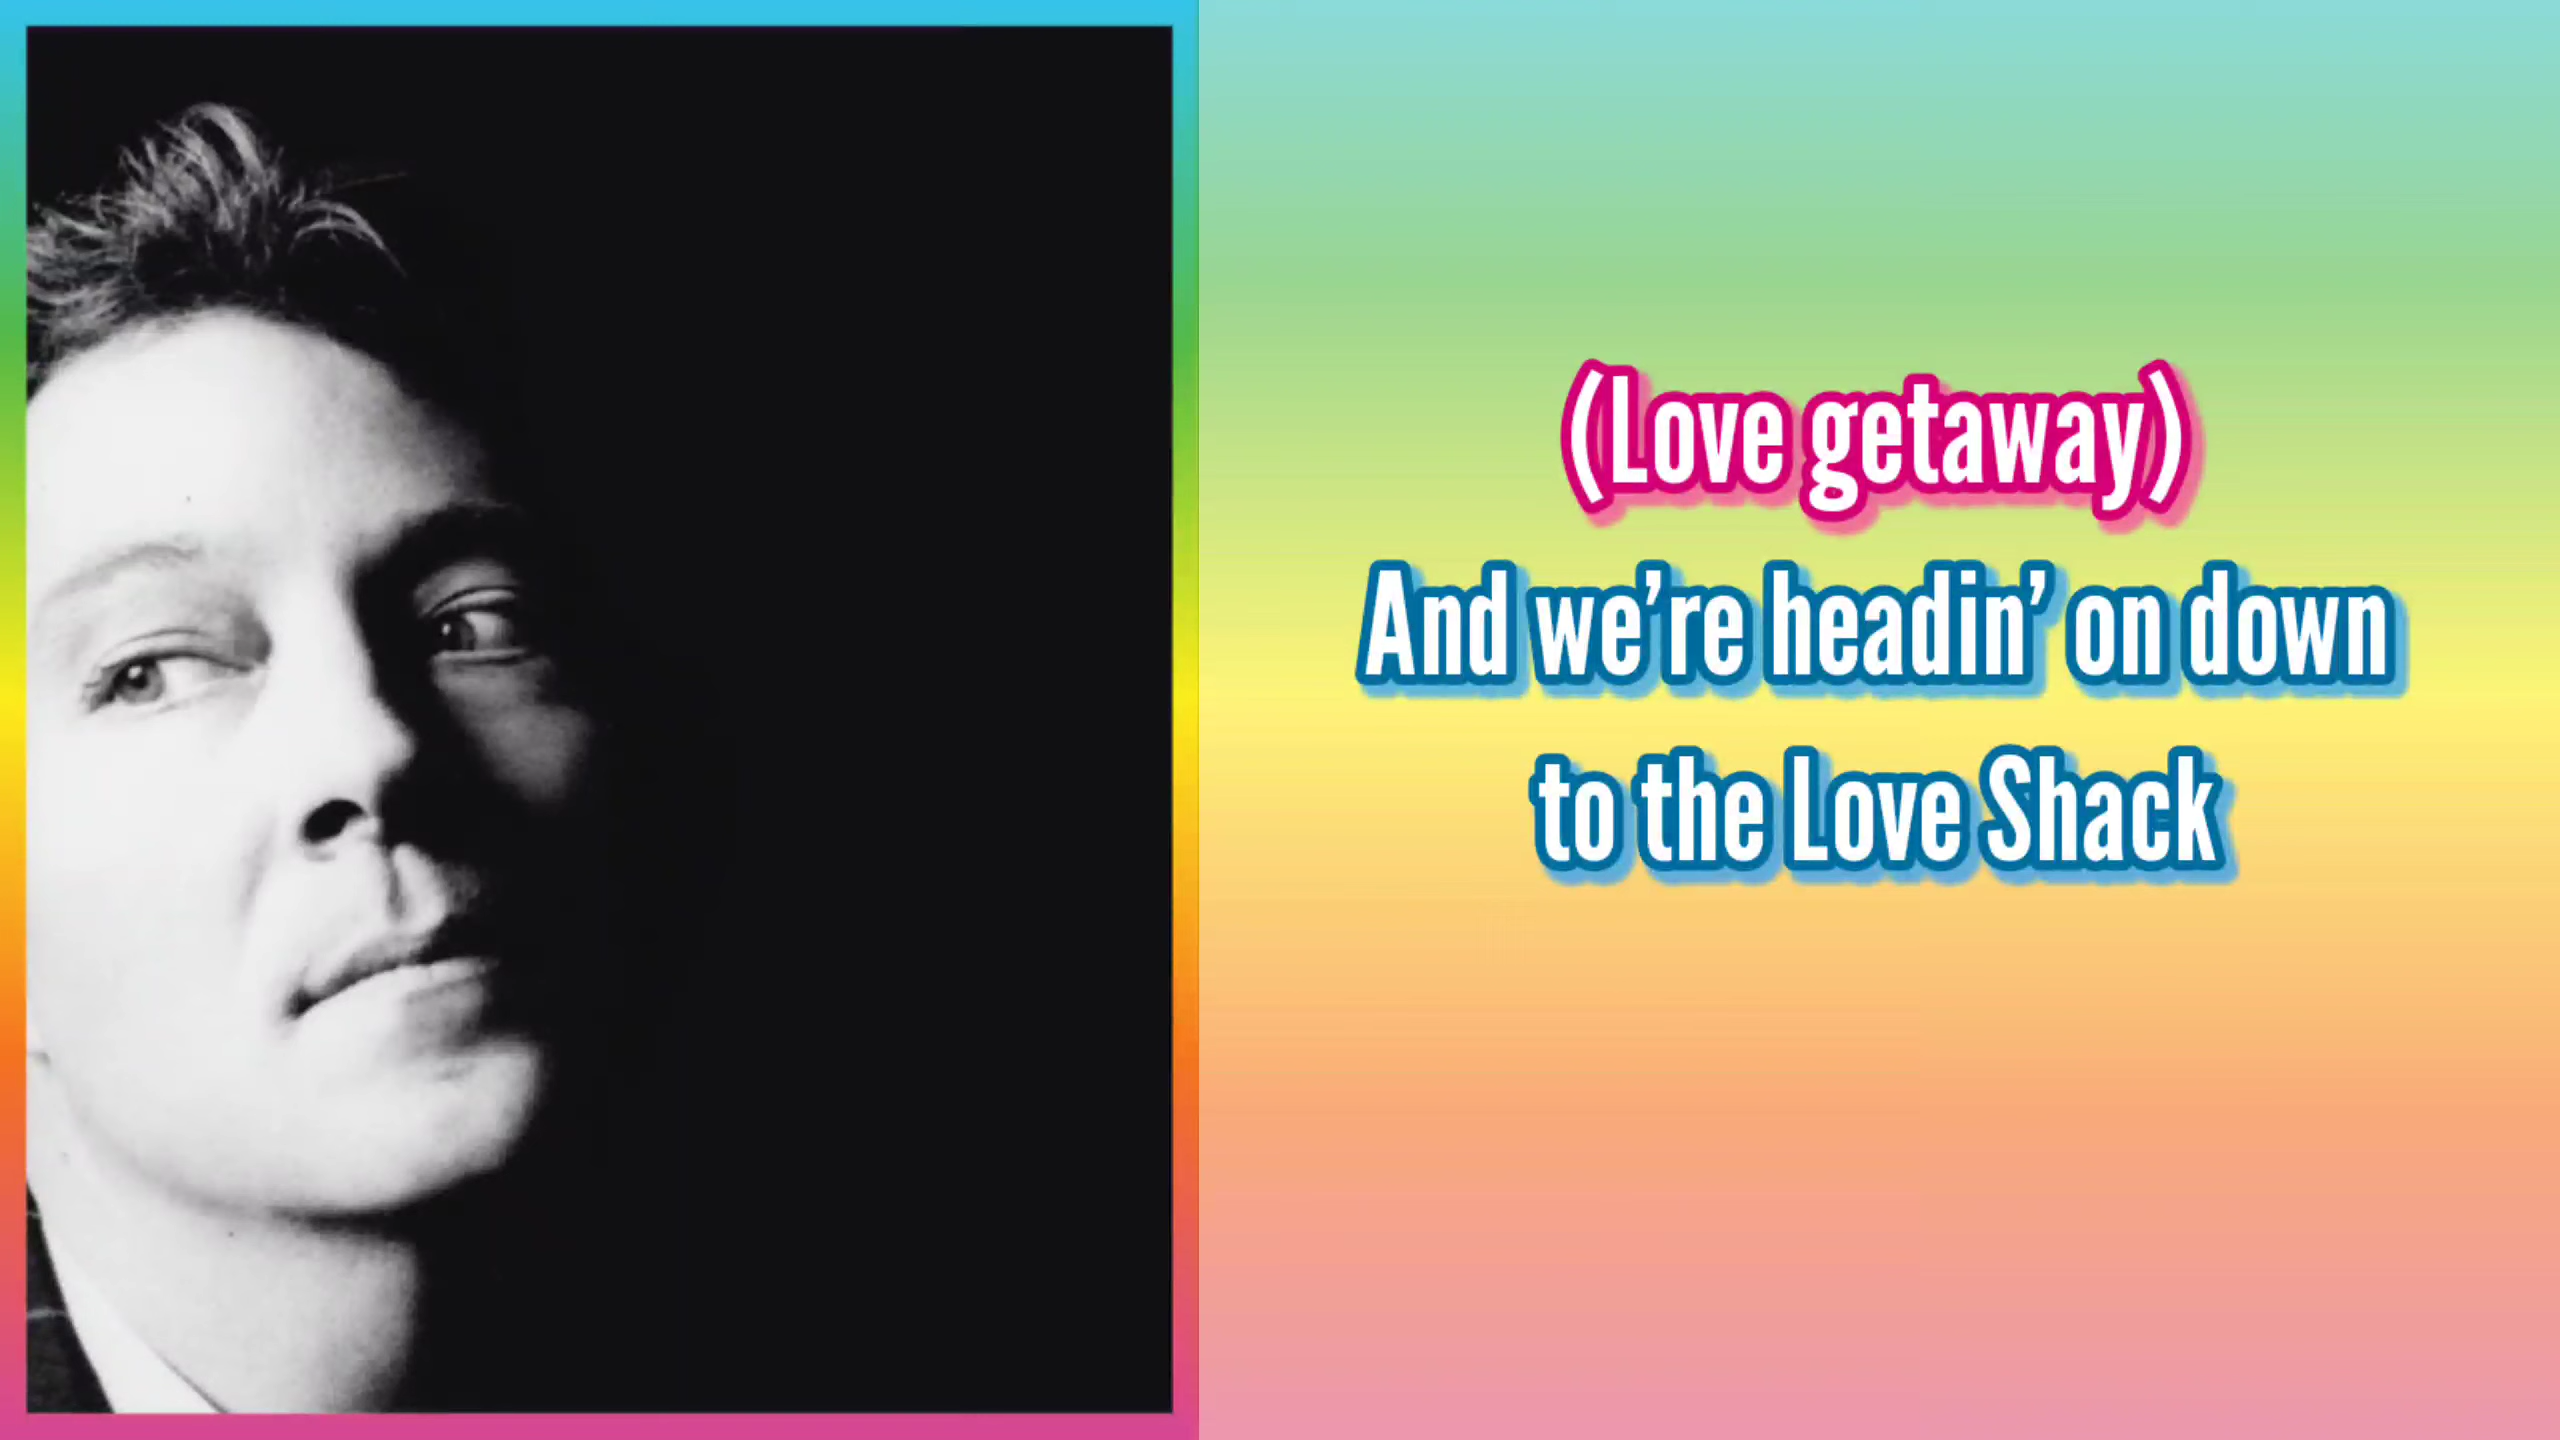 (Love getaway)
And we’re headin’ on down
to the Love Shack